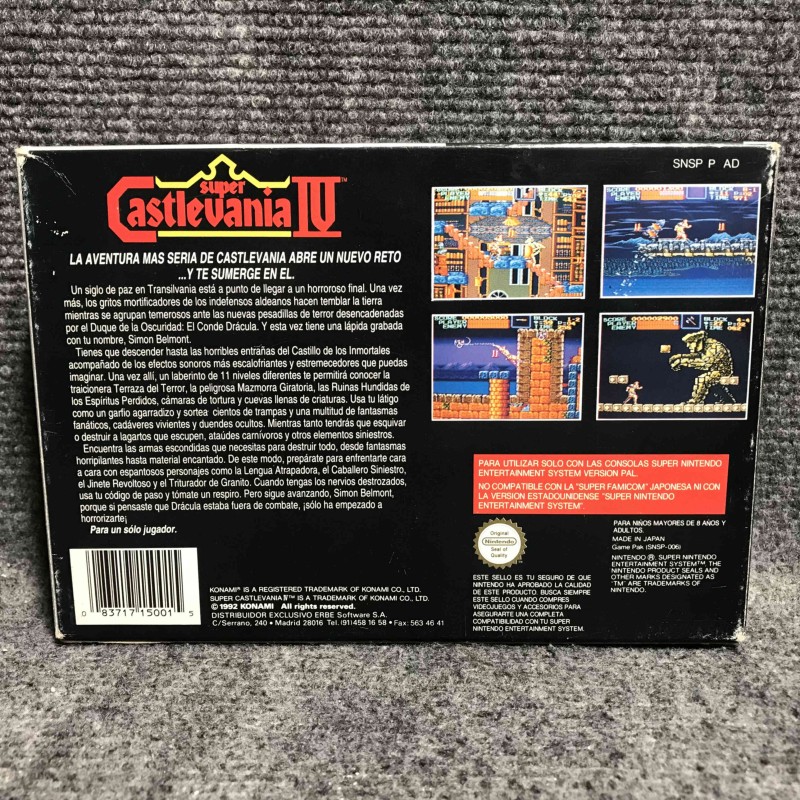 SNSP P AD
super
Castlevania IV™
LA AVENTURA MAS SERIA DE CASTLEVANIA ABRE UN NUEVO RETO
...Y TE SUMERGE EN EL.
Un siglo de paz en Transilvania está a punto de llegar a un horroroso final. Una vez
más, los gritos mortificadores de los indefensos aldeanos hacen temblar la tierra
mientras se agrupan temerosos ante las nuevas pesadillas de terror desencadenadas
por el Duque de la Oscuridad: El Conde Drácula. Y esta vez tiene una lápida grabada
con tu nombre, Simon Belmont.
Tienes que descender hasta las horribles entrañas del Castillo de los Inmortales
acompañado de los efectos sonoros más escalofriantes y estremecedores que puedas
imaginar. Una vez allí, un laberinto de 11 niveles diferentes te permitirá conocer la
traicionera Terraza del Terror, la peligrosa Mazmorra Giratoria, las Ruinas Hundidas de
los Espíritus Perdidos, cámaras de tortura y cuevas llenas de criaturas. Usa tu látigo
como un garfio agarradizo y sortea cientos de trampas y una multitud de fantasmas
fanáticos, cadáveres vivientes y duendes ocultos. Mientras tanto tendrás que esquivar
o destruir a lagartos que escupen, ataúdes carnívoros y otros elementos siniestros.
Encuentra las armas escondidas que necesitas para destruir todo, desde fantasmas
horripilantes hasta material encantado. De este modo, prepárate para enfrentarte cara
a cara con espantosos personajes como la Lengua Atrapadora, el Caballero Siniestro,
el Jinete Revoltoso y el Triturador de Granito. Cuando tengas los nervios destrozados,
usa tu código de paso y tómate un respiro. Pero sigue avanzando, Simon Belmont,
porque si pensaste que Drácula estaba fuera de combate, ¡sólo ha empezado a
horrorizarte¡
Para un sólo jugador.
PARA UTILIZAR SOLO CON LAS CONSOLAS SUPER NINTENDO
ENTERTAINMENT SYSTEM VERSION PAL.
NO COMPATIBLE CON LA "SUPER FAMICOM" JAPONESA NI CON
LA VERSION ESTADOUNIDENSE "SUPER NINTENDO
ENTERTAINMENT SYSTEM"
Original
Nintendo
Seal of
Quality
ESTE SELLO ES TU SEGURO DE QUE
NINTENDO HA APROBADO LA CALIDAD
DE ESTE PRODUCTO. BUSCA SIEMPRE
ESTE SELLO CUANDO COMPRES
VIDEOJUEGOS Y ACCESORIOS PARA
ASEGURARTE UNA COMPLETA
COMPATIBILIDAD CON TU SUPER
NINTENDO ENTERTAINMENT SYSTEM.
PARA NIÑOS MAYORES DE 8 AÑOS Y
ADULTOS.
MADE IN JAPAN
Game Pak (SNSP-006)
NINTENDO ®, SUPER NINTENDO
ENTERTAINMENT SYSTEM™, THE
NINTENDO PRODUCT SEALS AND
OTHER MARKS DESIGNATED AS
"TM" ARE TRADEMARKS OF
NINTENDO.
0 83717 15001 5
KONAMI® IS A REGISTERED TRADEMARK OF KONAMI CO., LTD.
SUPER CASTLEVANIA IV™ IS A TRADEMARK OF KONAMI CO., LTD.
© 1992 KONAMI All rights reserved.
DISTRIBUIDOR EXCLUSIVO ERBE Software S.A.
C/Serrano, 240 • Madrid 28016 Tel. (91) 458 16 58 • Fax: 563 46 41